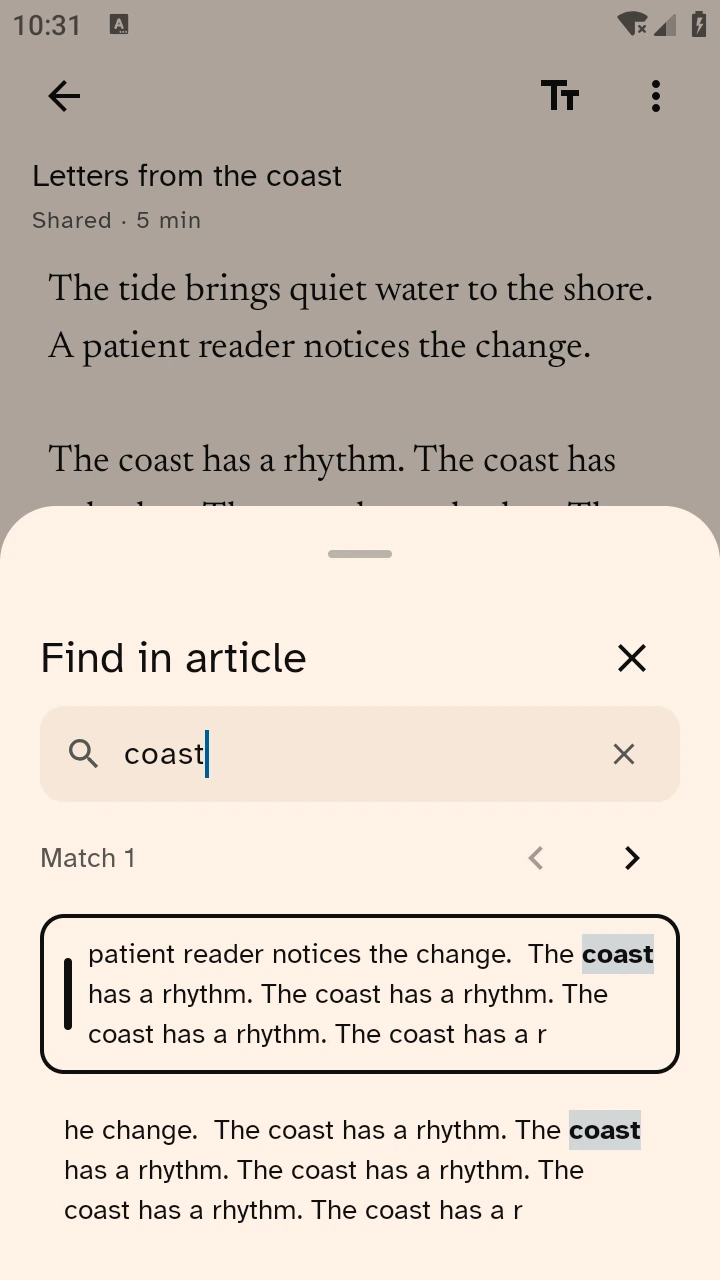 10:31
A
Letters from the coast
Shared · 5 min
The tide brings quiet water to the shore.
A patient reader notices the change.
The coast has a rhythm. The coast has
Find in article
coast
Match 1
patient reader notices the change.  The coast
has a rhythm. The coast has a rhythm. The
coast has a rhythm. The coast has a r
he change.  The coast has a rhythm. The coast
has a rhythm. The coast has a rhythm. The
coast has a rhythm. The coast has a r